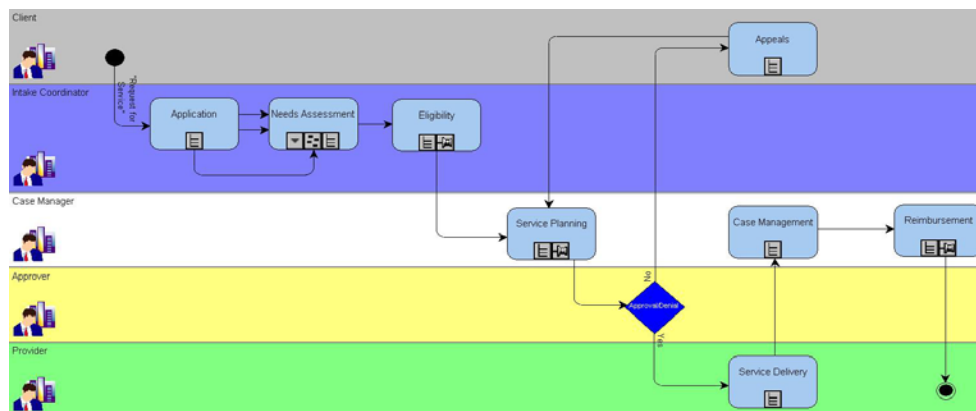 Client
Appeals
"Request for
Service"
Intake Coordinator
Application
Needs Assessment
Eligibility
Case Manager
Service Planning
Case Management
Reimbursement
Approver
No
Approval/Denial
Yes
Provider
Service Delivery